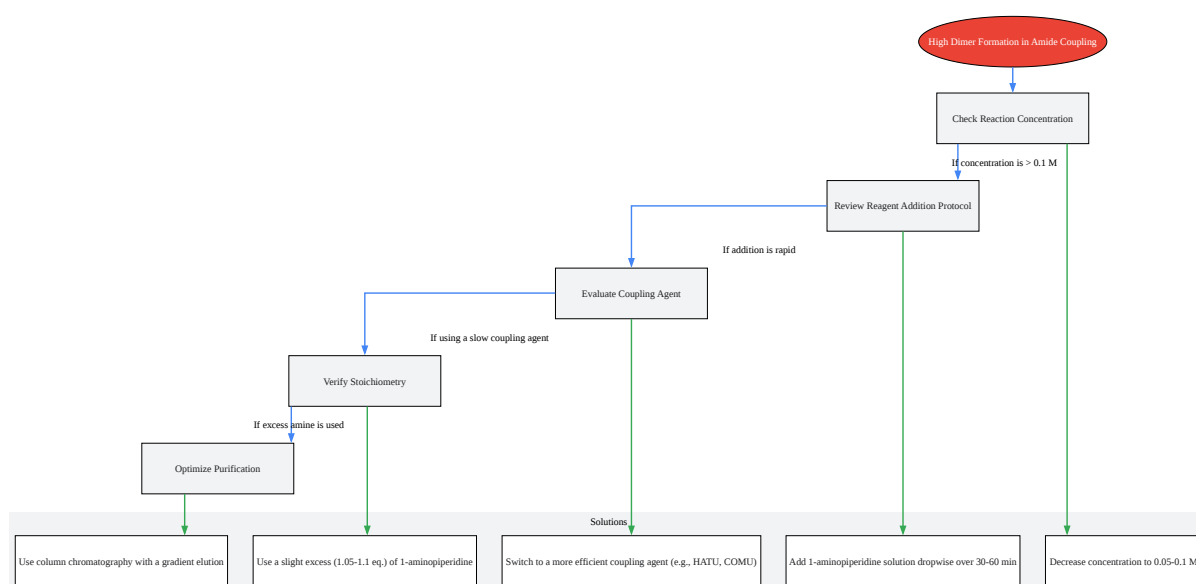 High Dimer Formation in Amide Coupling
Check Reaction Concentration
If concentration is > 0.1 M
Review Reagent Addition Protocol
If addition is rapid
Evaluate Coupling Agent
If using a slow coupling agent
Verify Stoichiometry
If excess amine is used
Optimize Purification
Solutions
Use column chromatography with a gradient elution
Use a slight excess (1.05-1.1 eq.) of 1-aminopiperidine
Switch to a more efficient coupling agent (e.g., HATU, COMU)
Add 1-aminopiperidine solution dropwise over 30-60 min
Decrease concentration to 0.05-0.1 M